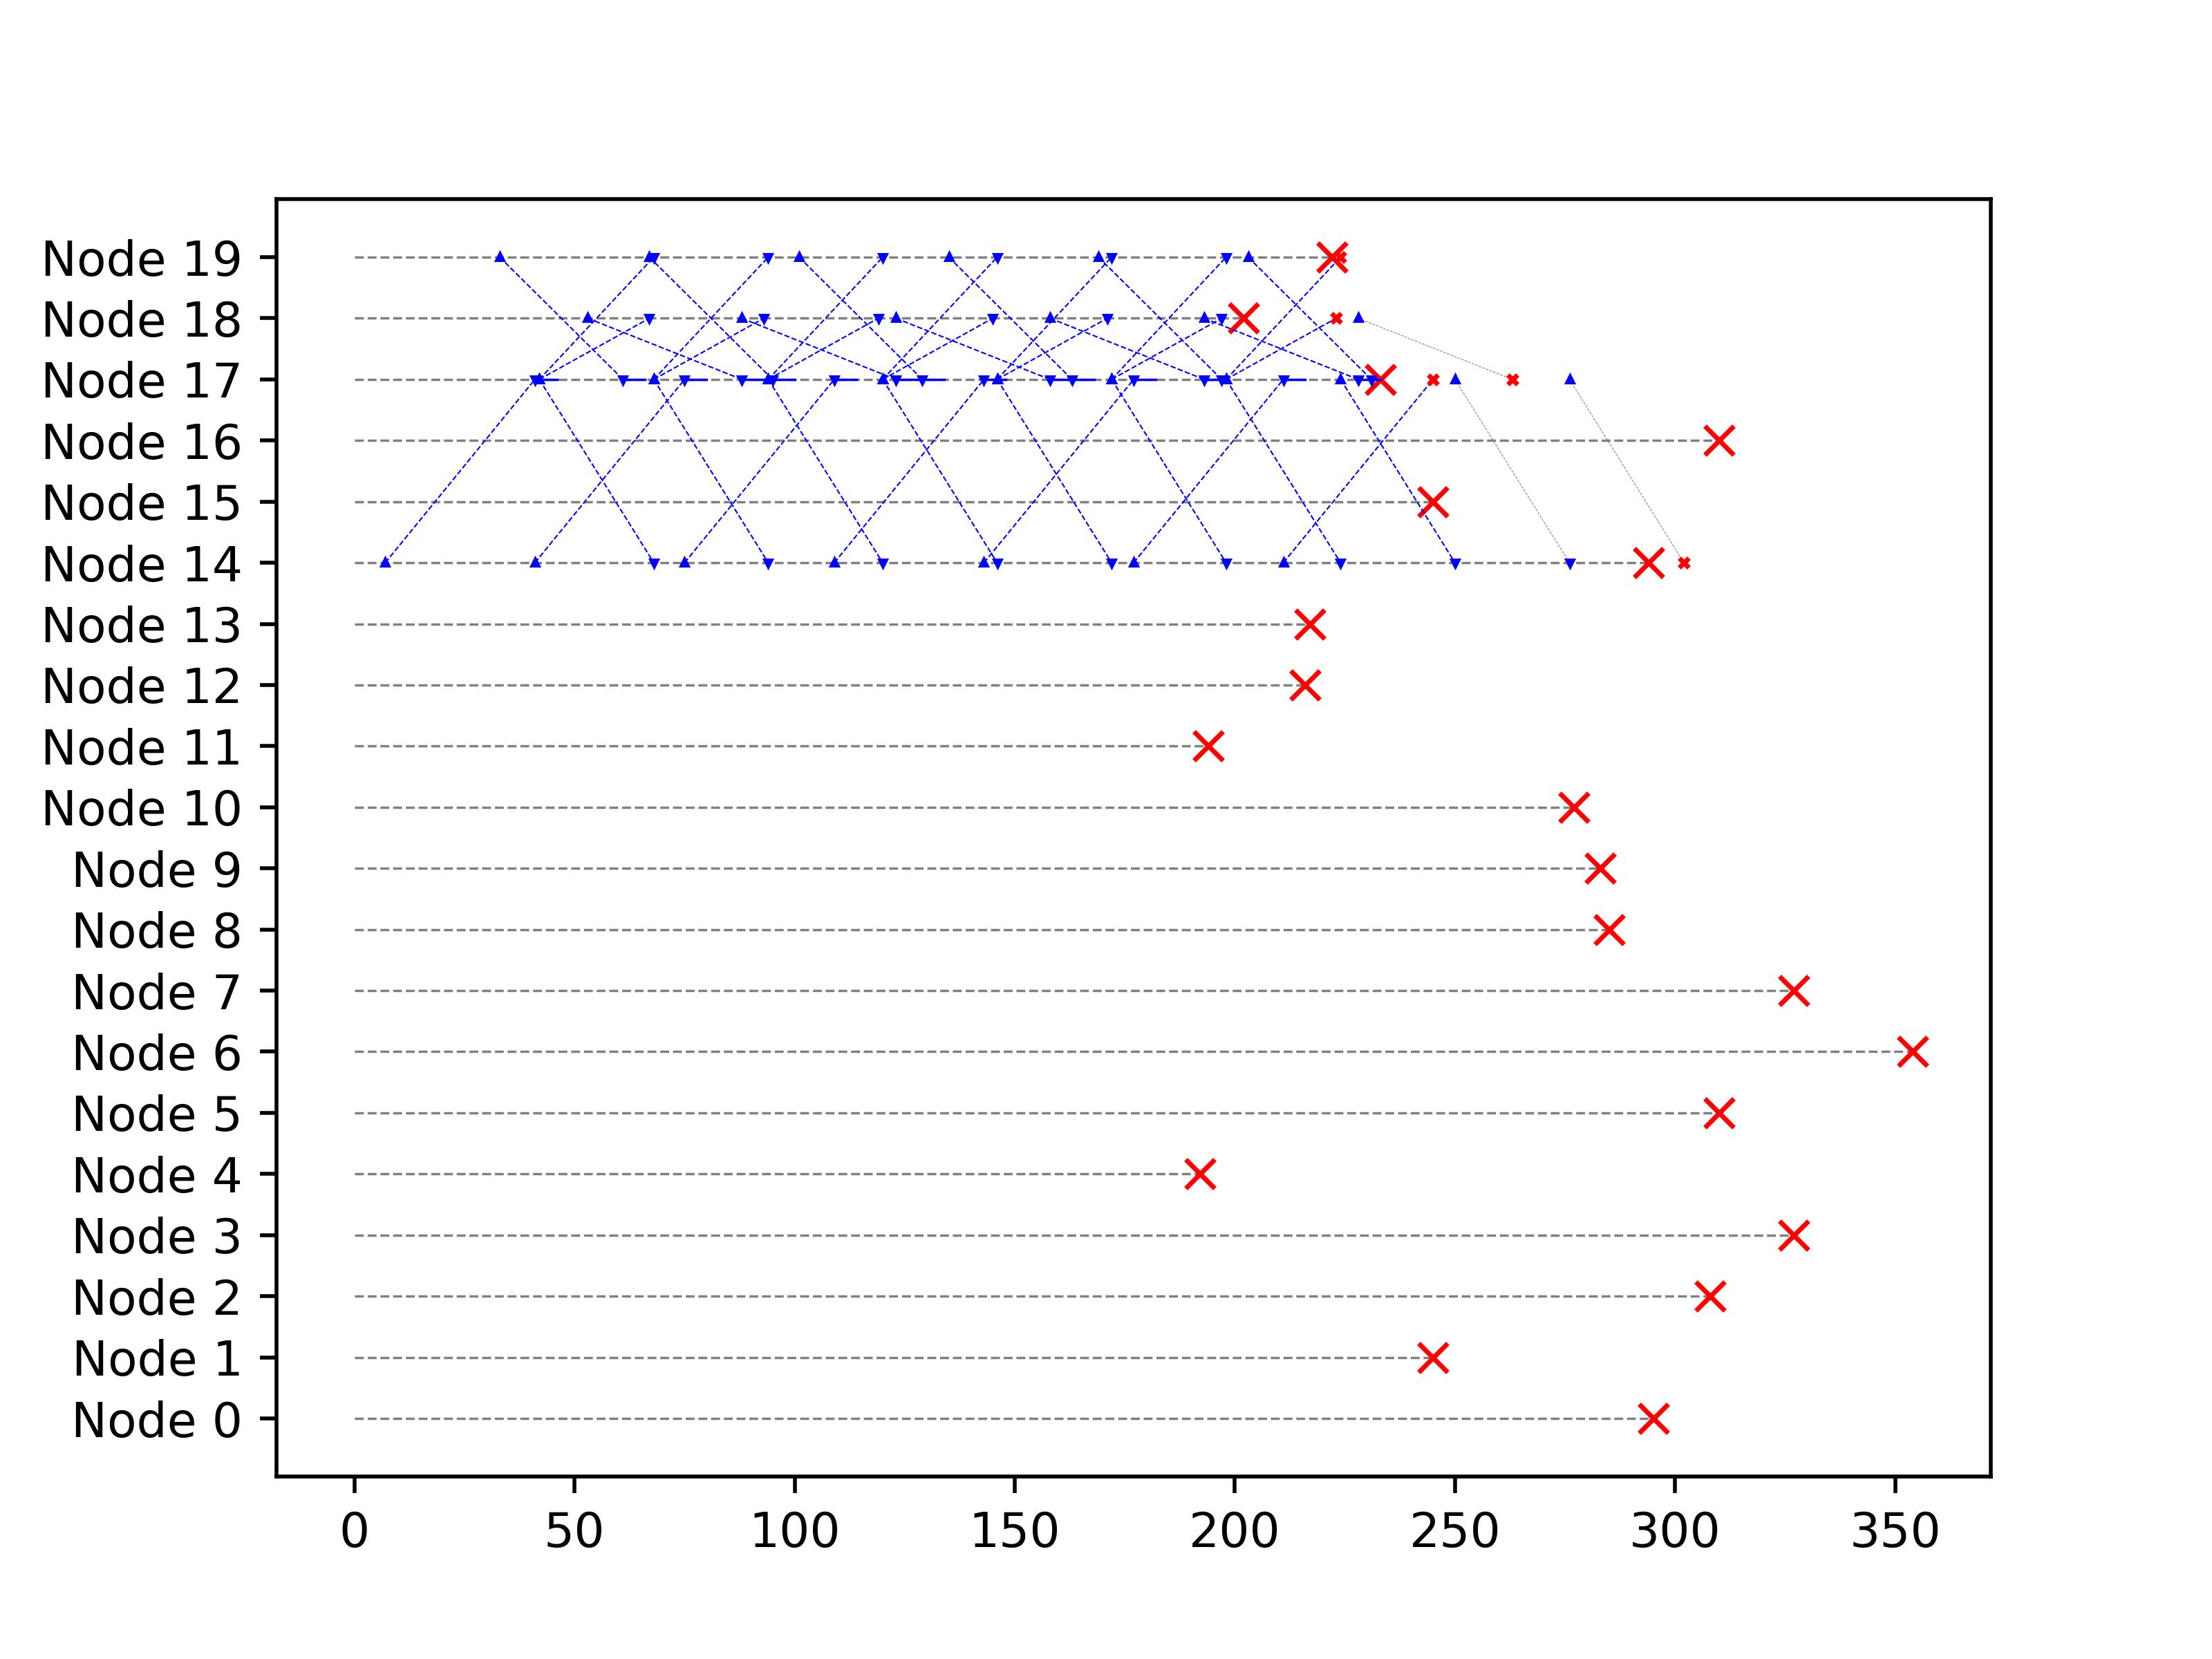 Node 19
Node 18
Node 17
Node 16
Node 15
Node 14
Node 13
Node 12
Node 11
Node 10
Node 9
Node 8
Node 7
Node 6
Node 5
Node 4
Node 3
Node 2
Node 1
Node 0
0 50 100 150 200 250 300 350